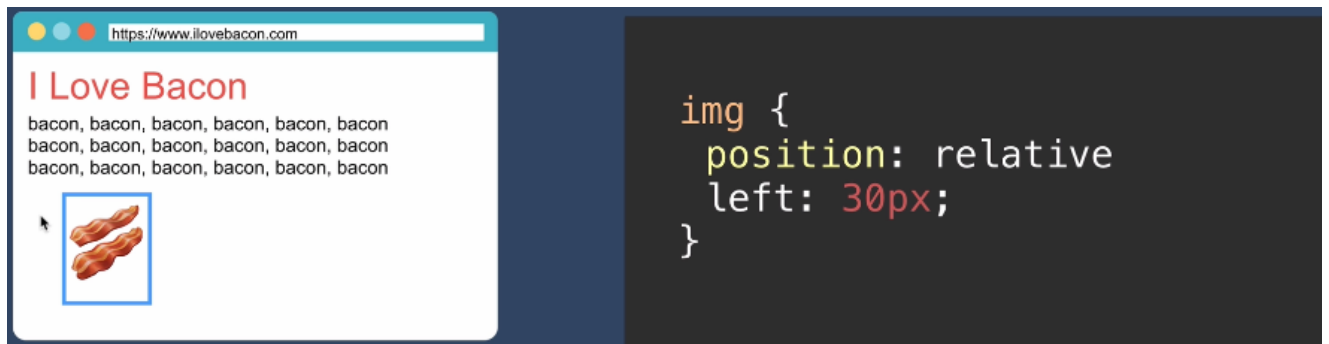 https://www.ilovebacon.com
I Love Bacon
bacon, bacon, bacon, bacon, bacon, bacon
bacon, bacon, bacon, bacon, bacon, bacon
bacon, bacon, bacon, bacon, bacon, bacon
img {
position: relative
left: 30px;
}